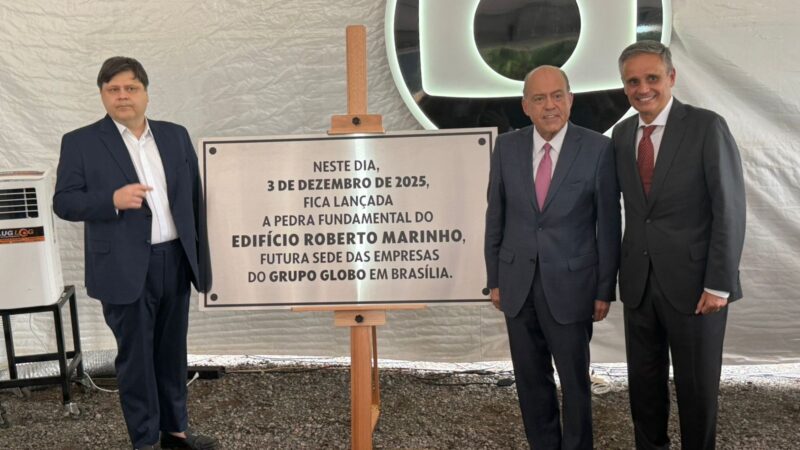 NESTE DIA,
3 DE DEZEMBRO DE 2025,
FICA LANÇADA
A PEDRA FUNDAMENTAL DO
EDIFÍCIO ROBERTO MARINHO,
FUTURA SEDE DAS EMPRESAS
DO GRUPO GLOBO EM BRASÍLIA.